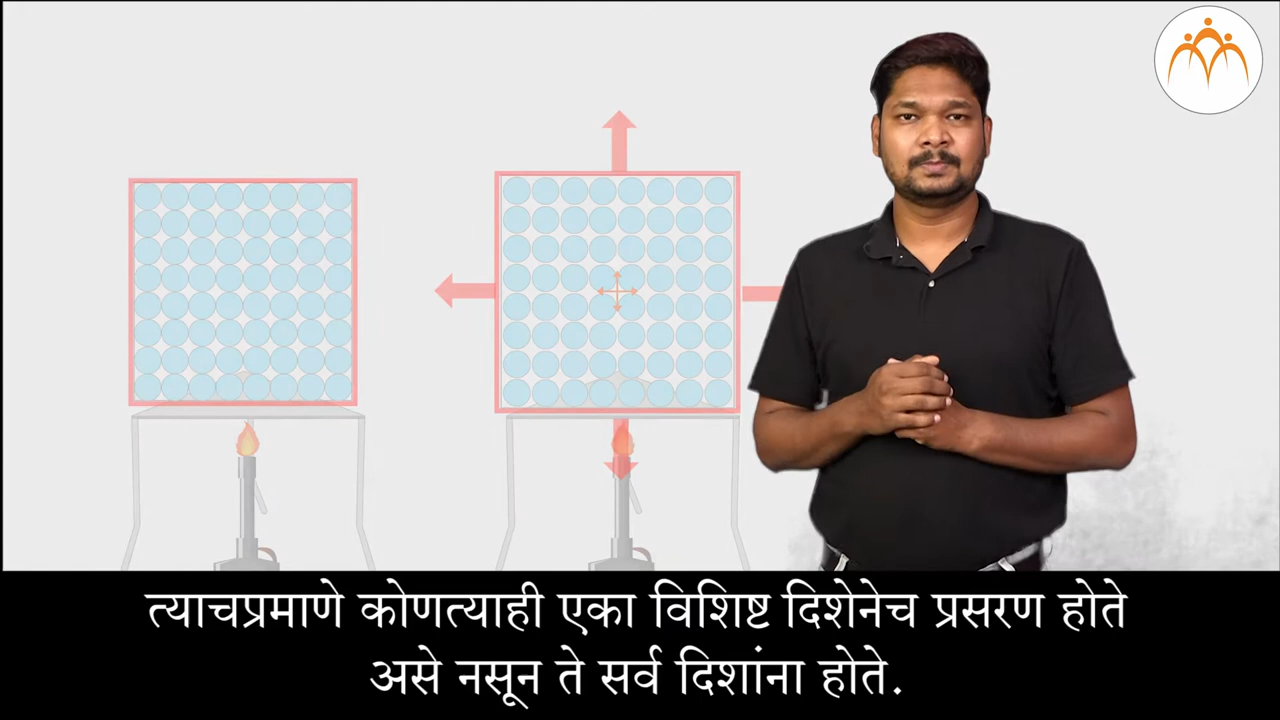 त्याचप्रमाणे कोणत्याही एका विशिष्ट दिशेनेच प्रसरण होते
असे नसून ते सर्व दिशांना होते.